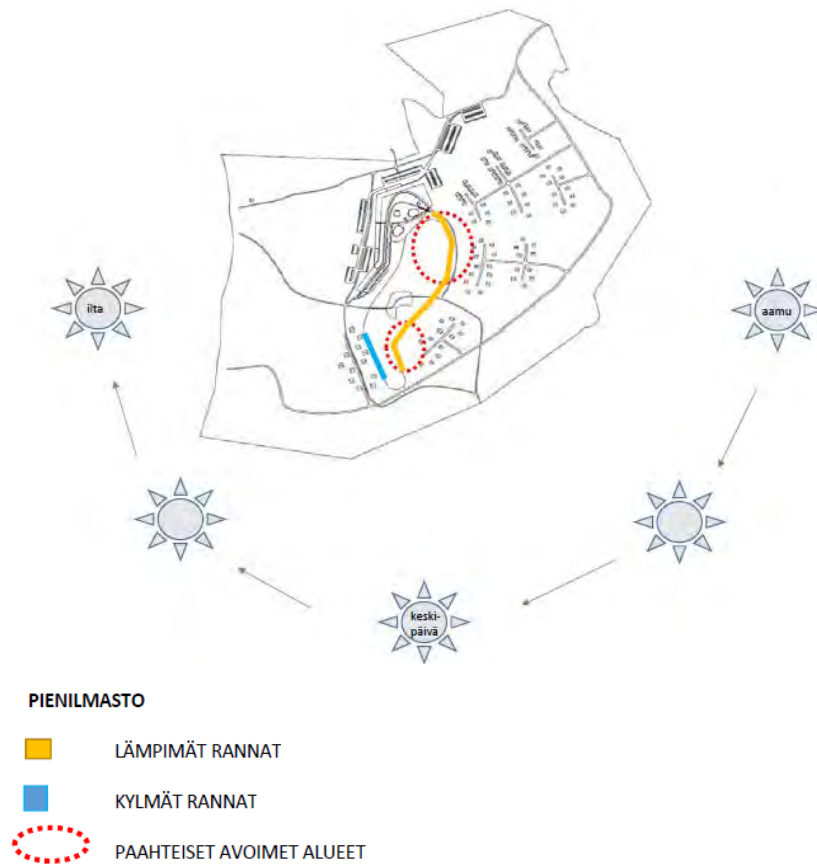 ilta
aamu
keski-
päivä
PIENILMASTO
LÄMPIMÄT RANNAT
KYLMÄT RANNAT
PAAHTEISET AVOIMET ALUEET